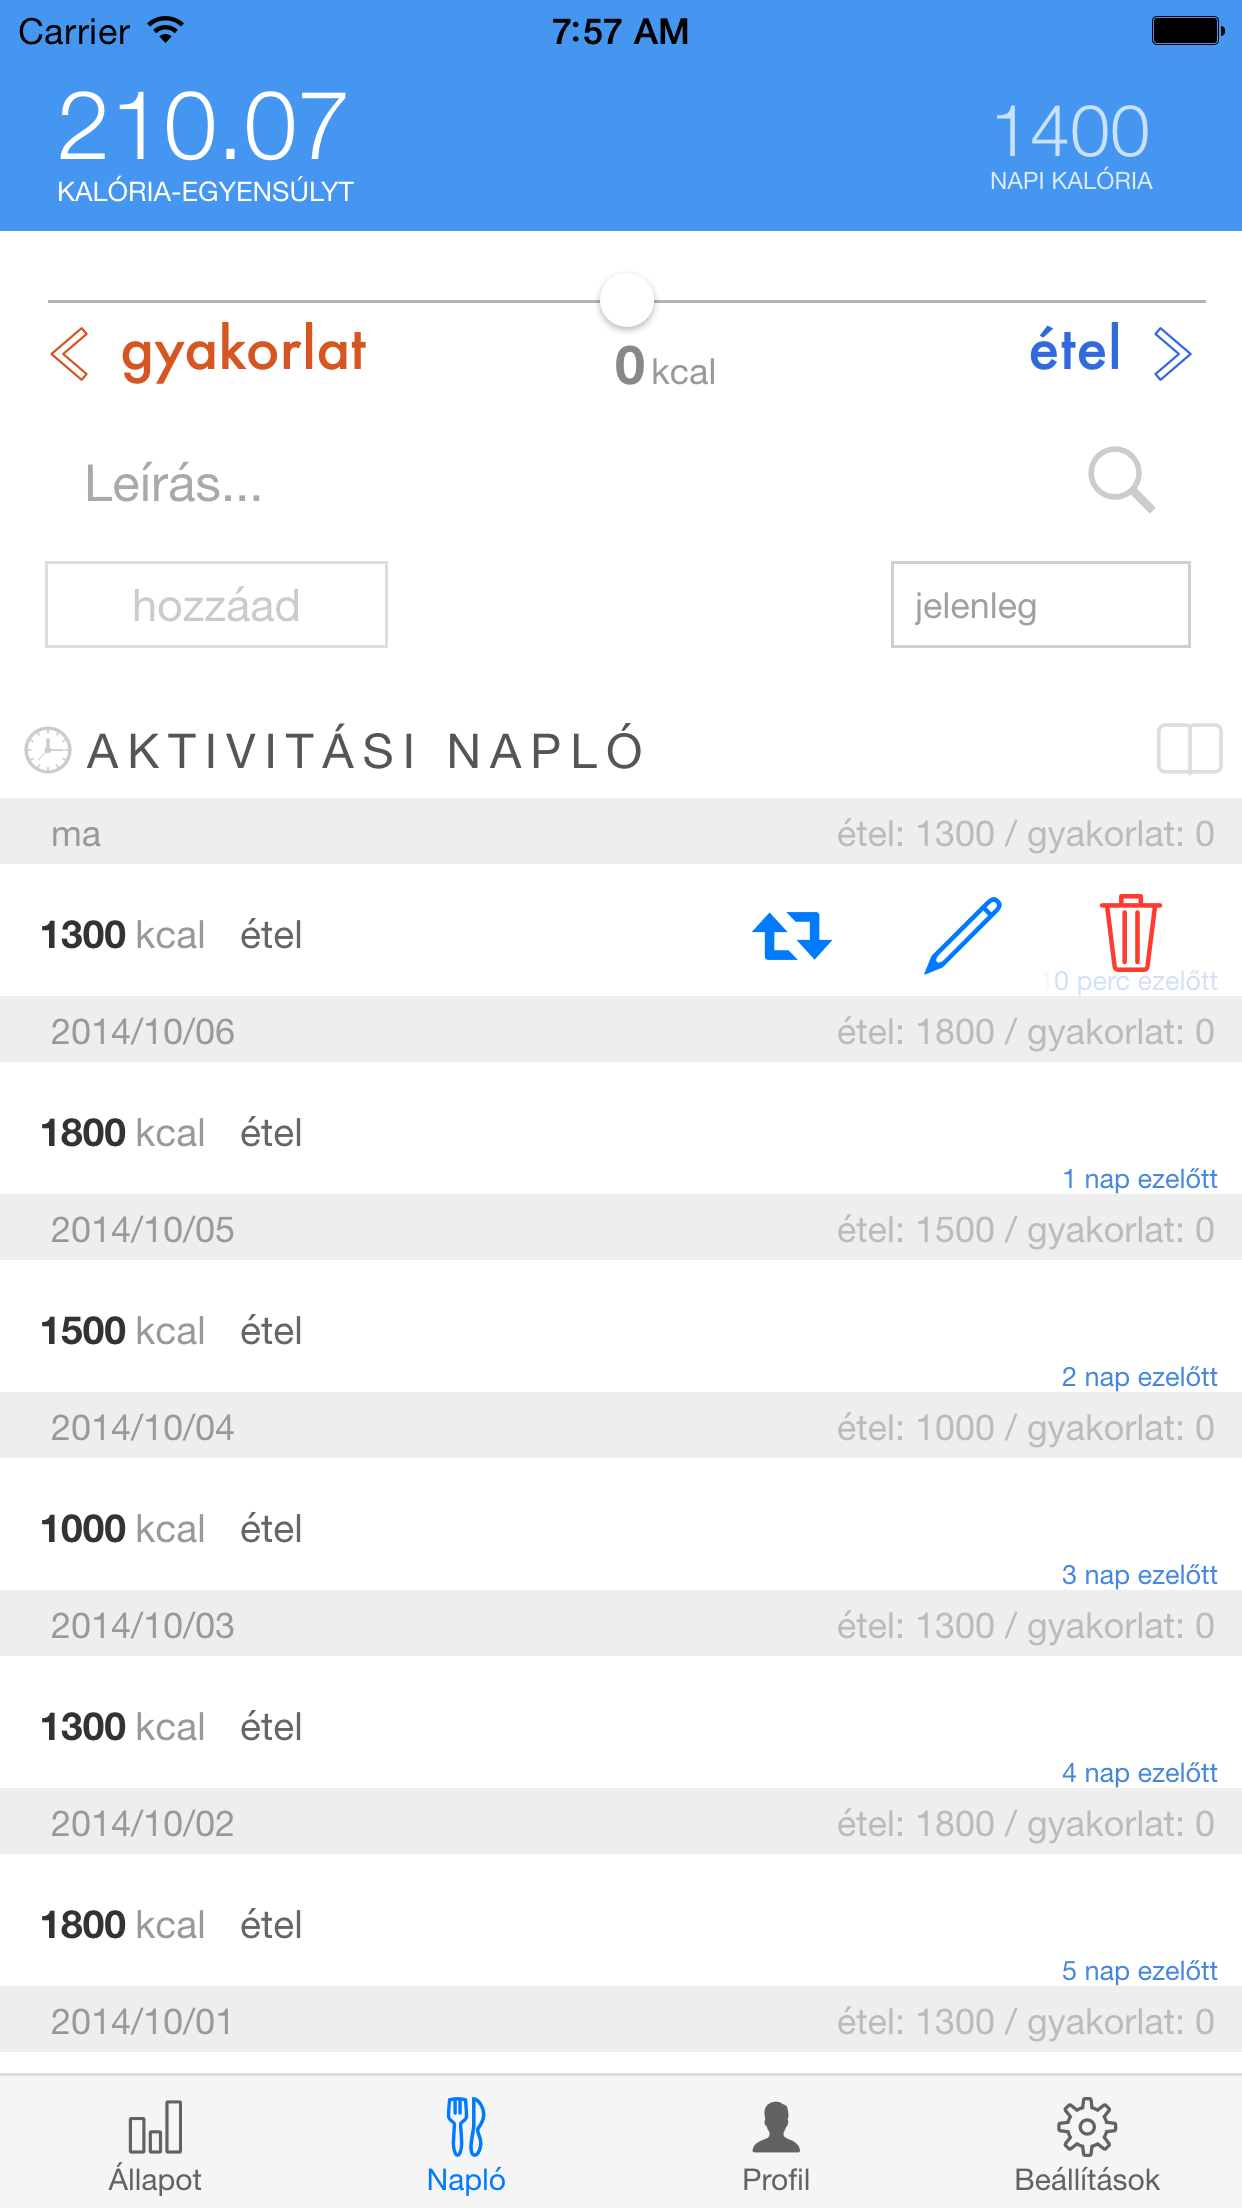 Carrier 7:57 AM
210.07 1400
KALÓRIA-EGYENSÚLYT NAPI KALÓRIA
gyakorlat 0 kcal étel
Leírás...
hozzáad jelenleg
AKTIVITÁSI NAPLÓ
ma étel: 1300 / gyakorlat: 0
1300 kcal étel
10 perc ezelőtt
2014/10/06 étel: 1800 / gyakorlat: 0
1800 kcal étel
1 nap ezelőtt
2014/10/05 étel: 1500 / gyakorlat: 0
1500 kcal étel
2 nap ezelőtt
2014/10/04 étel: 1000 / gyakorlat: 0
1000 kcal étel
3 nap ezelőtt
2014/10/03 étel: 1300 / gyakorlat: 0
1300 kcal étel
4 nap ezelőtt
2014/10/02 étel: 1800 / gyakorlat: 0
1800 kcal étel
5 nap ezelőtt
2014/10/01 étel: 1300 / gyakorlat: 0
Állapot Napló Profil Beállítások